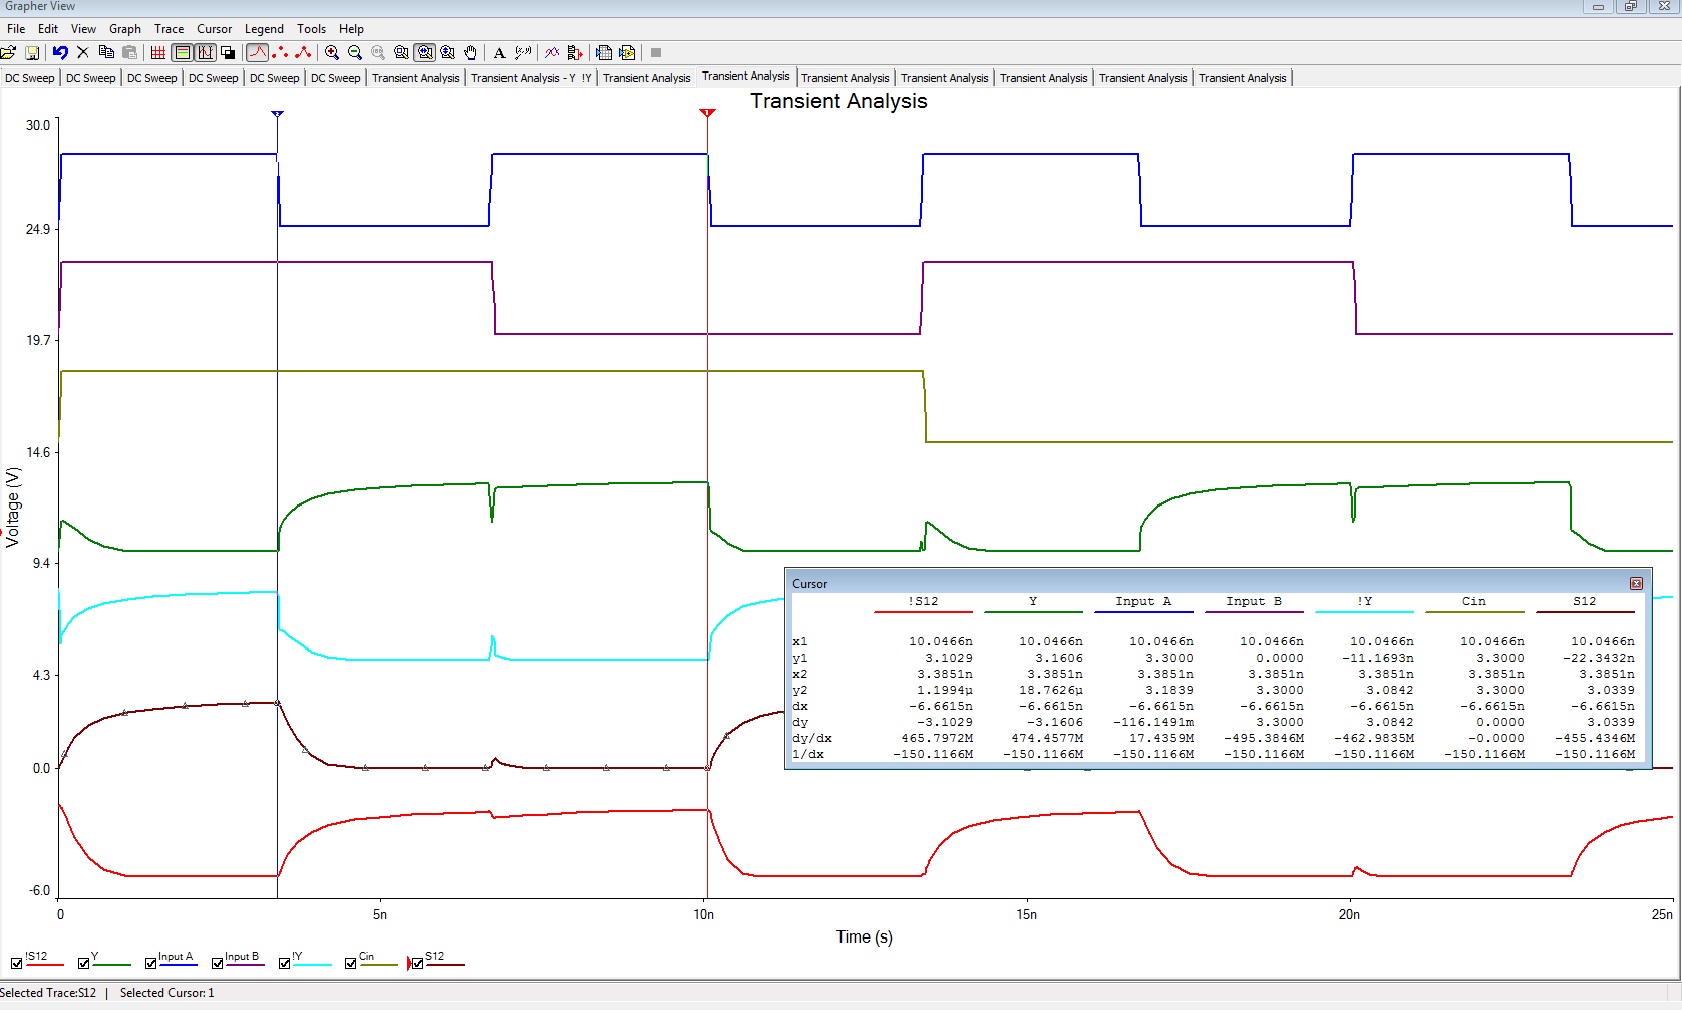 Grapher View
File Edit View Graph Trace Cursor Legend Tools Help
DC Sweep DC Sweep DC Sweep DC Sweep DC Sweep DC Sweep Transient Analysis Transient Analysis - Y !Y Transient Analysis Transient Analysis Transient Analysis Transient Analysis Transient Analysis Transient Analysis Transient Analysis
Transient Analysis
30.0
24.9
19.7
14.6
9.4
4.3
0.0
-6.0
Voltage (V)
Cursor
!S12 Y Input A Input B !Y Cin S12
x1 10.0466n 10.0466n 10.0466n 10.0466n 10.0466n 10.0466n 10.0466n
y1 3.1029 3.1606 3.3000 0.0000 -11.1693n 3.3000 -22.3432n
x2 3.3851n 3.3851n 3.3851n 3.3851n 3.3851n 3.3851n 3.3851n
y2 1.1994µ 18.7626µ 3.1839 3.3000 3.0842 3.3000 3.0339
dx -6.6615n -6.6615n -6.6615n -6.6615n -6.6615n -6.6615n -6.6615n
dy -3.1029 -3.1606 -116.1491m 3.3000 3.0842 0.0000 3.0339
dy/dx 465.7972M 474.4577M 17.4359M -495.3846M -462.9835M -0.0000 -455.4346M
1/dx -150.1166M -150.1166M -150.1166M -150.1166M -150.1166M -150.1166M -150.1166M
0 5n 10n 15n 20n 25n
Time (s)
!S12 Y Input A Input B !Y Cin S12
Selected Trace:S12 | Selected Cursor: 1